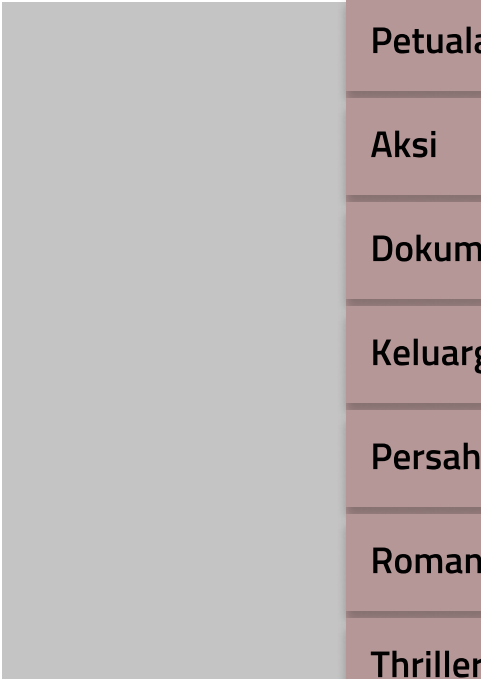 Petuala
Aksi
Dokum
Keluarg
Persah
Roman
Thriller